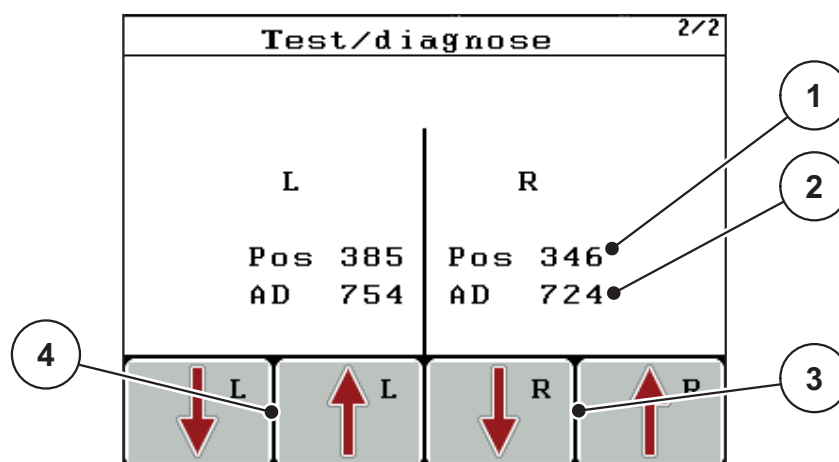 Test/diagnose 2/2
1
L R
2
Pos 385 Pos 346
AD 754 AD 724
4
L L R R
3